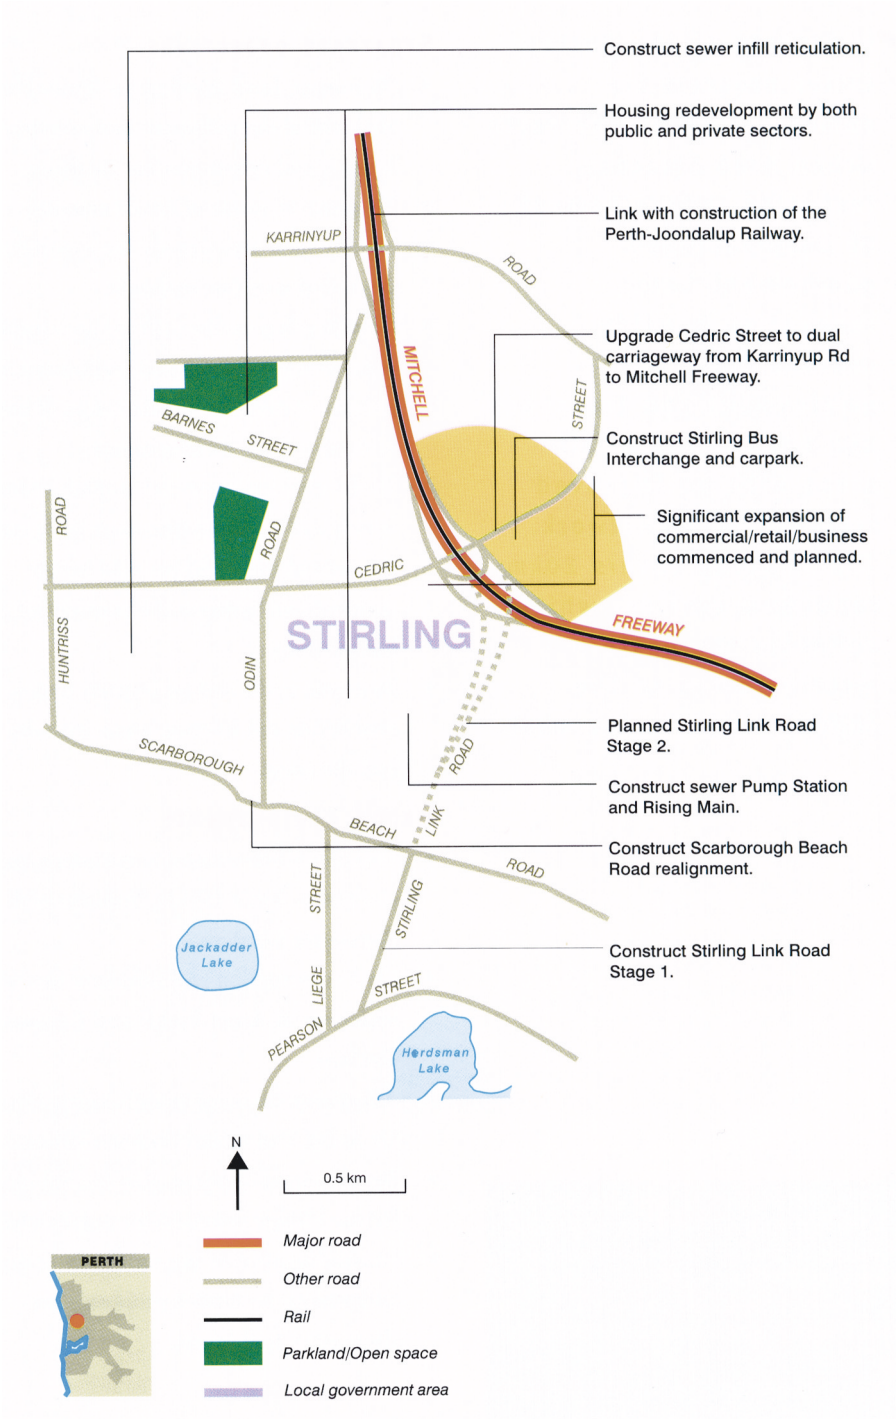 Construct sewer infill reticulation.
Housing redevelopment by both
public and private sectors.
Link with construction of the
Perth-Joondalup Railway.
KARRINYUP
ROAD
Upgrade Cedric Street to dual
carriageway from Karrinyup Rd
to Mitchell Freeway.
MITCHELL
STREET
BARNES
STREET
Construct Stirling Bus
Interchange and carpark.
Significant expansion of
commercial/retail/business
commenced and planned.
ROAD
ROAD
CEDRIC
HUNTRISS
STIRLING
FREEWAY
ODIN
Planned Stirling Link Road
Stage 2.
SCARBOROUGH
ROAD
Construct sewer Pump Station
and Rising Main.
LINK
BEACH
Construct Scarborough Beach
Road realignment.
ROAD
STREET
STIRLING
Jackadder
Lake
Construct Stirling Link Road
Stage 1.
LIEGE
STREET
PEARSON
Herdsman
Lake
N
0.5 km
Major road
PERTH
Other road
Rail
Parkland/Open space
Local government area